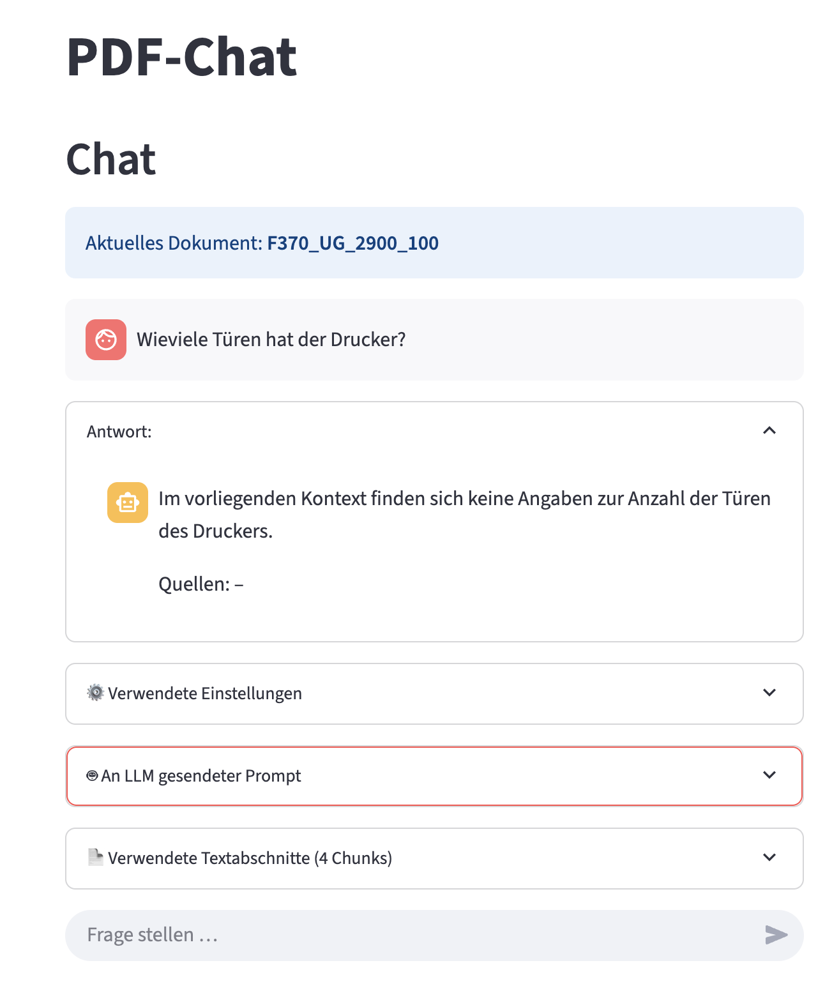 PDF-Chat
Chat
Aktuelles Dokument: F370_UG_2900_100
Wieviele Türen hat der Drucker?
Antwort:
Im vorliegenden Kontext finden sich keine Angaben zur Anzahl der Türen
des Druckers.
Quellen: –
Verwendete Einstellungen
An LLM gesendeter Prompt
Verwendete Textabschnitte (4 Chunks)
Frage stellen …